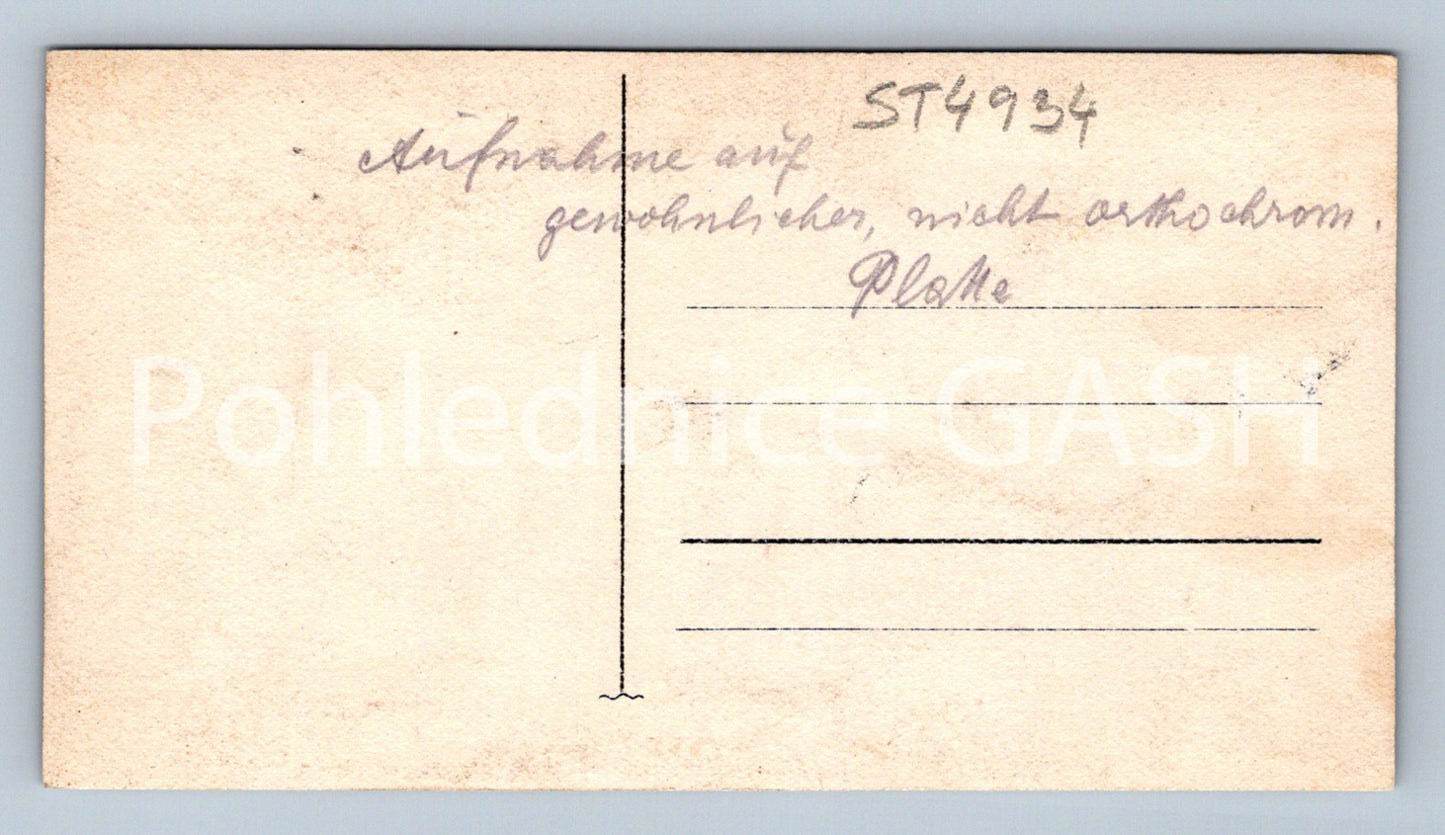 ST4934
Aufnahme auf
gewöhnlicher, nicht orthochrom.
Platte
Pohlednice GASH